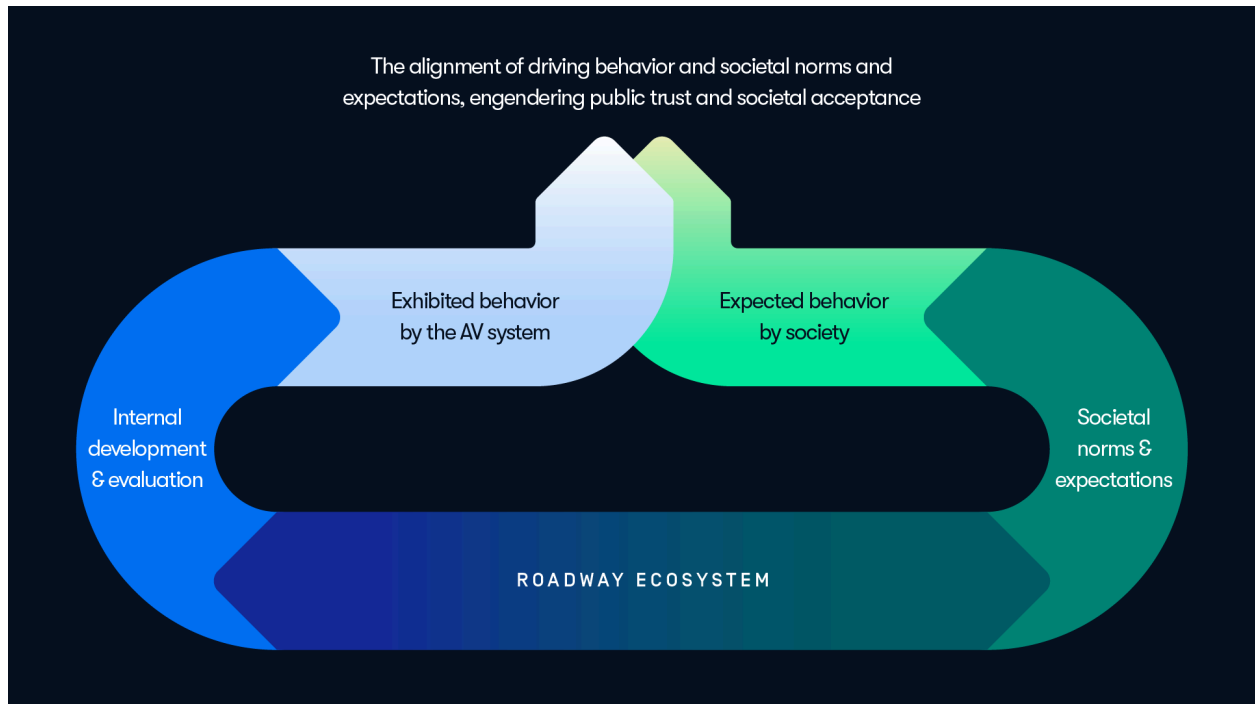 The alignment of driving behavior and societal norms and
expectations, engendering public trust and societal acceptance
Exhibited behavior
by the AV system
Expected behavior
by society
Internal
development
& evaluation
Societal
norms &
expectations
ROADWAY ECOSYSTEM